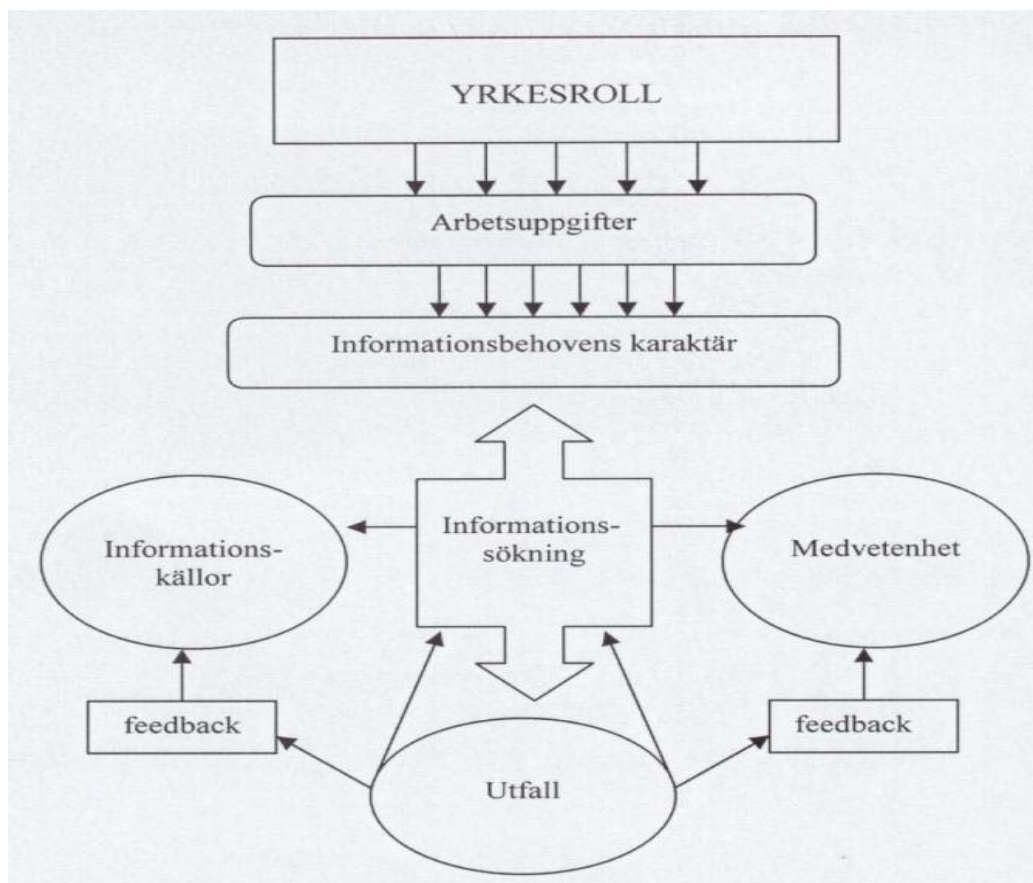 YRKESROLL
Arbetsuppgifter
Informationsbehovens karaktär
Informations-
källor
Informations-
sökning
Medvetenhet
feedback
feedback
Utfall